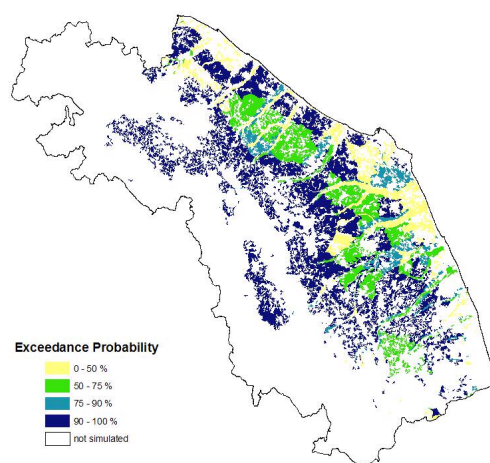 Exceedance Probability
0 - 50 %
50 - 75 %
75 - 90 %
90 - 100 %
not simulated